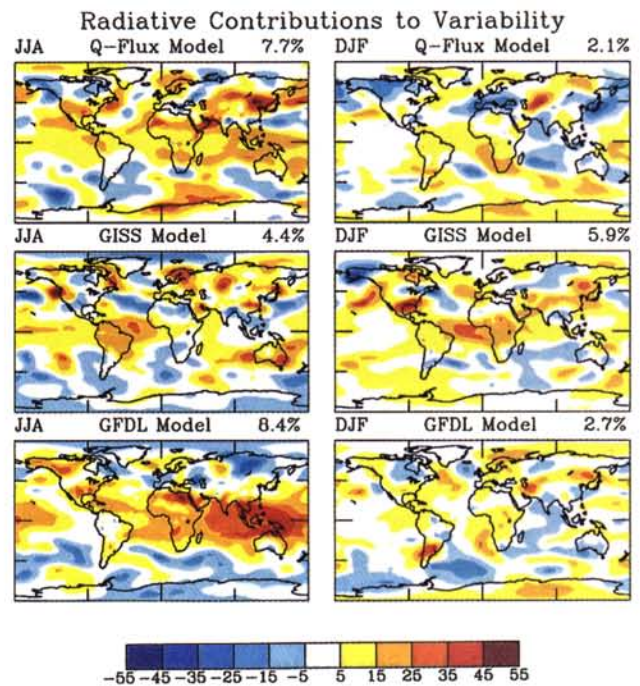 Radiative Contributions to Variability
JJA Q-Flux Model 7.7%
DJF Q-Flux Model 2.1%
JJA GISS Model 4.4%
DJF GISS Model 5.9%
JJA GFDL Model 8.4%
DJF GFDL Model 2.7%
-55 -45 -35 -25 -15 -5 5 15 25 35 45 55